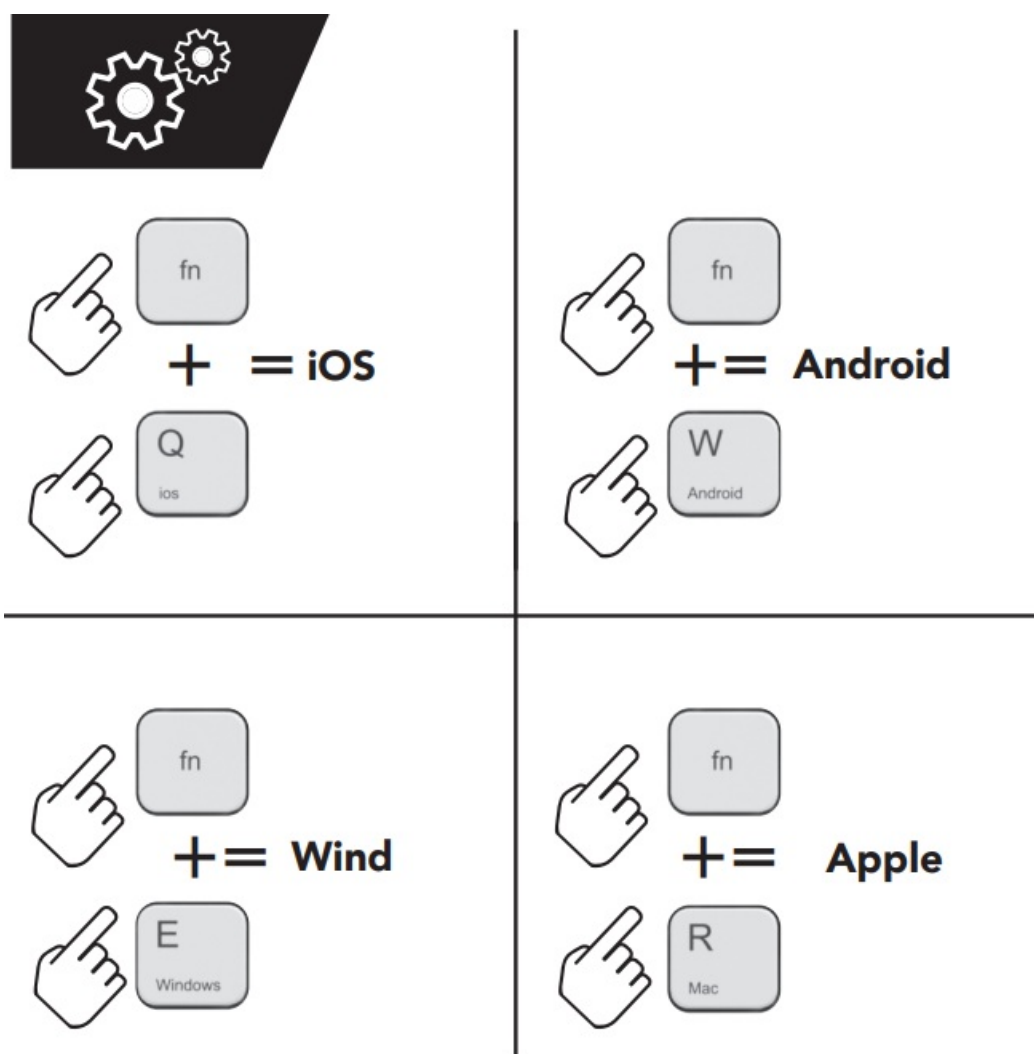 fn
+ = iOS
Q
ios
fn
+= Android
W
Android
fn
+= Wind
E
Windows
fn
+= Apple
R
Mac